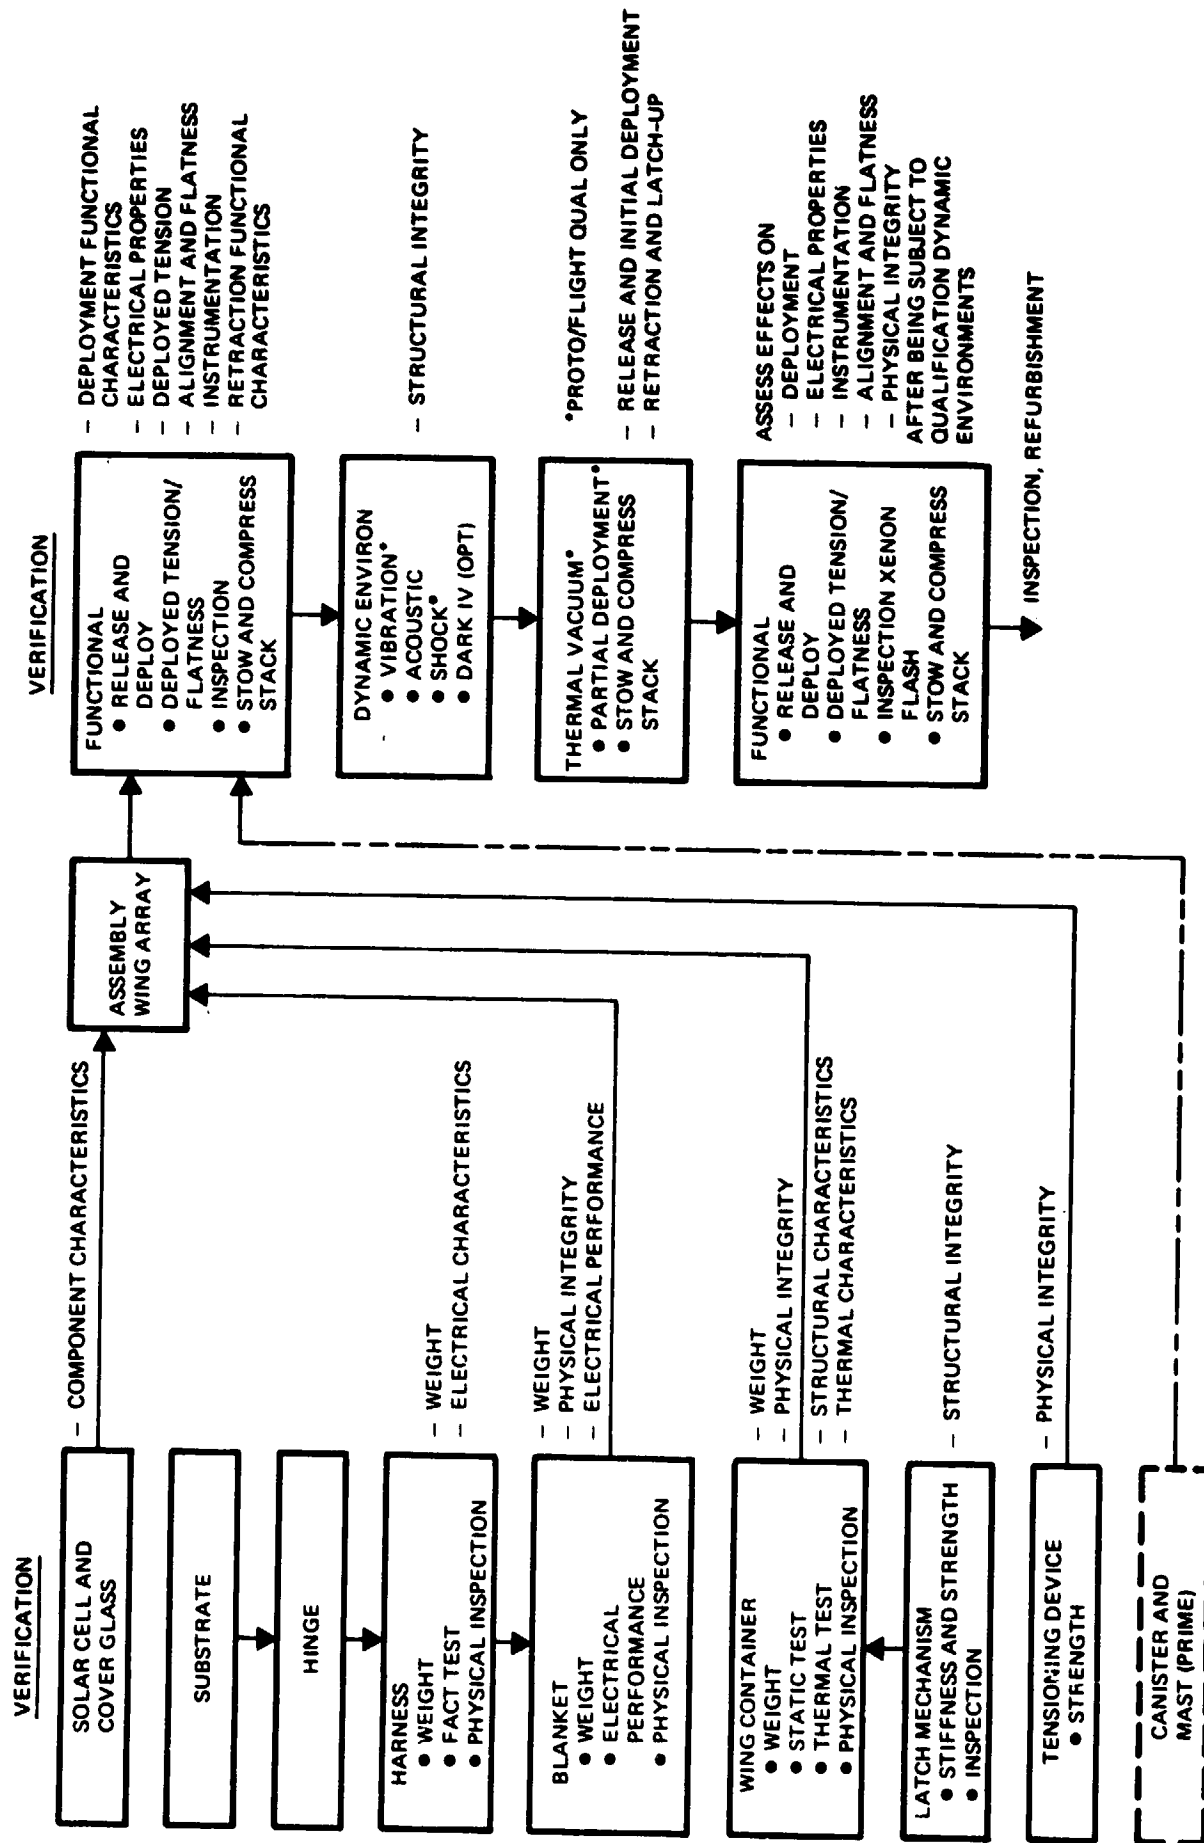 VERIFICATION
SOLAR CELL AND
COVER GLASS
– COMPONENT CHARACTERISTICS
SUBSTRATE
HINGE
HARNESS
● WEIGHT
● FACT TEST
● PHYSICAL INSPECTION
– WEIGHT
– ELECTRICAL CHARACTERISTICS
BLANKET
● WEIGHT
● ELECTRICAL
PERFORMANCE
● PHYSICAL INSPECTION
– WEIGHT
– PHYSICAL INTEGRITY
– ELECTRICAL PERFORMANCE
WING CONTAINER
● WEIGHT
● STATIC TEST
● THERMAL TEST
● PHYSICAL INSPECTION
– WEIGHT
– PHYSICAL INTEGRITY
– STRUCTURAL CHARACTERISTICS
– THERMAL CHARACTERISTICS
LATCH MECHANISM
● STIFFNESS AND STRENGTH
● INSPECTION
– STRUCTURAL INTEGRITY
TENSIONING DEVICE
● STRENGTH
– PHYSICAL INTEGRITY
CANISTER AND
MAST (PRIME)
ASSEMBLY
WING ARRAY
VERIFICATION
FUNCTIONAL
● RELEASE AND
DEPLOY
● DEPLOYED TENSION/
FLATNESS
● INSPECTION
● STOW AND COMPRESS
STACK
– DEPLOYMENT FUNCTIONAL
CHARACTERISTICS
– ELECTRICAL PROPERTIES
– DEPLOYED TENSION
– ALIGNMENT AND FLATNESS
– INSTRUMENTATION
– RETRACTION FUNCTIONAL
CHARACTERISTICS
DYNAMIC ENVIRON
● VIBRATION*
● ACOUSTIC
● SHOCK*
● DARK IV (OPT)
– STRUCTURAL INTEGRITY
THERMAL VACUUM*
● PARTIAL DEPLOYMENT*
● STOW AND COMPRESS
STACK
*PROTO/FLIGHT QUAL ONLY
– RELEASE AND INITIAL DEPLOYMENT
– RETRACTION AND LATCH-UP
FUNCTIONAL
● RELEASE AND
DEPLOY
● DEPLOYED TENSION/
FLATNESS
● INSPECTION XENON
FLASH
● STOW AND COMPRESS
STACK
ASSESS EFFECTS ON
– DEPLOYMENT
– ELECTRICAL PROPERTIES
– INSTRUMENTATION
– ALIGNMENT AND FLATNESS
– PHYSICAL INTEGRITY
AFTER BEING SUBJECT TO
QUALIFICATION DYNAMIC
ENVIRONMENTS
INSPECTION, REFURBISHMENT